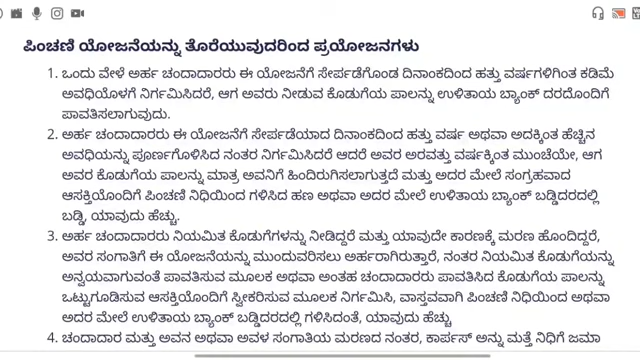 ಪಿಂಚಣಿ ಯೋಜನೆಯನ್ನು ತೊರೆಯುವುದರಿಂದ ಪ್ರಯೋಜನಗಳು
1. ಒಂದು ವೇಳೆ ಅರ್ಹ ಚಂದಾದಾರರು ಈ ಯೋಜನೆಗೆ ಸೇರ್ಪಡೆಗೊಂಡ ದಿನಾಂಕದಿಂದ ಹತ್ತು ವರ್ಷಗಳಿಗಿಂತ ಕಡಿಮೆ
ಅವಧಿಯೊಳಗೆ ನಿರ್ಗಮಿಸಿದರೆ, ಆಗ ಅವರು ನೀಡುವ ಕೊಡುಗೆಯ ಪಾಲನ್ನು ಉಳಿತಾಯ ಬ್ಯಾಂಕ್ ದರದೊಂದಿಗೆ
ಪಾವತಿಸಲಾಗುವುದು.
2. ಅರ್ಹ ಚಂದಾದಾರರು ಈ ಯೋಜನೆಗೆ ಸೇರ್ಪಡೆಯಾದ ದಿನಾಂಕದಿಂದ ಹತ್ತು ವರ್ಷ ಅಥವಾ ಅದಕ್ಕಿಂತ ಹೆಚ್ಚಿನ
ಅವಧಿಯನ್ನು ಪೂರ್ಣಗೊಳಿಸಿದ ನಂತರ ನಿರ್ಗಮಿಸಿದರೆ ಆದರೆ ಅವರ ಅರವತ್ತು ವರ್ಷಕ್ಕಿಂತ ಮುಂಚೆಯೇ, ಆಗ
ಅವರ ಕೊಡುಗೆಯ ಪಾಲನ್ನು ಮಾತ್ರ ಅವನಿಗೆ ಹಿಂದಿರುಗಿಸಲಾಗುತ್ತದೆ ಮತ್ತು ಅದರ ಮೇಲೆ ಸಂಗ್ರಹವಾದ
ಆಸಕ್ತಿಯೊಂದಿಗೆ ಪಿಂಚಣಿ ನಿಧಿಯಿಂದ ಗಳಿಸಿದ ಹಣ ಅಥವಾ ಅದರ ಮೇಲೆ ಉಳಿತಾಯ ಬ್ಯಾಂಕ್ ಬಡ್ಡಿದರದಲ್ಲಿ
ಬಡ್ಡಿ, ಯಾವುದು ಹೆಚ್ಚು.
3. ಅರ್ಹ ಚಂದಾದಾರರು ನಿಯಮಿತ ಕೊಡುಗೆಗಳನ್ನು ನೀಡಿದ್ದರೆ ಮತ್ತು ಯಾವುದೇ ಕಾರಣಕ್ಕೆ ಮರಣ ಹೊಂದಿದ್ದರೆ,
ಅವರ ಸಂಗಾತಿಗೆ ಈ ಯೋಜನೆಯನ್ನು ಮುಂದುವರಿಸಲು ಅರ್ಹರಾಗಿರುತ್ತಾರೆ, ನಂತರ ನಿಯಮಿತ ಕೊಡುಗೆಯನ್ನು
ಅನ್ವಯವಾಗುವಂತೆ ಪಾವತಿಸುವ ಮೂಲಕ ಅಥವಾ ಅಂತಹ ಚಂದಾದಾರರು ಪಾವತಿಸಿದ ಕೊಡುಗೆಯ ಪಾಲನ್ನು
ಒಟ್ಟುಗೂಡಿಸುವ ಆಸಕ್ತಿಯೊಂದಿಗೆ ಸ್ವೀಕರಿಸುವ ಮೂಲಕ ನಿರ್ಗಮಿಸಿ, ವಾಸ್ತವವಾಗಿ ಪಿಂಚಣಿ ನಿಧಿಯಿಂದ ಅಥವಾ
ಅದರ ಮೇಲೆ ಉಳಿತಾಯ ಬ್ಯಾಂಕ್ ಬಡ್ಡಿದರದಲ್ಲಿ ಗಳಿಸಿದಂತೆ, ಯಾವುದು ಹೆಚ್ಚು
4. ಚಂದಾದಾರ ಮತ್ತು ಅವನ ಅಥವಾ ಅವಳ ಸಂಗಾತಿಯ ಮರಣದ ನಂತರ, ಕಾರ್ಪಸ್ ಅನ್ನು ಮತ್ತೆ ನಿಧಿಗೆ ಜಮಾ